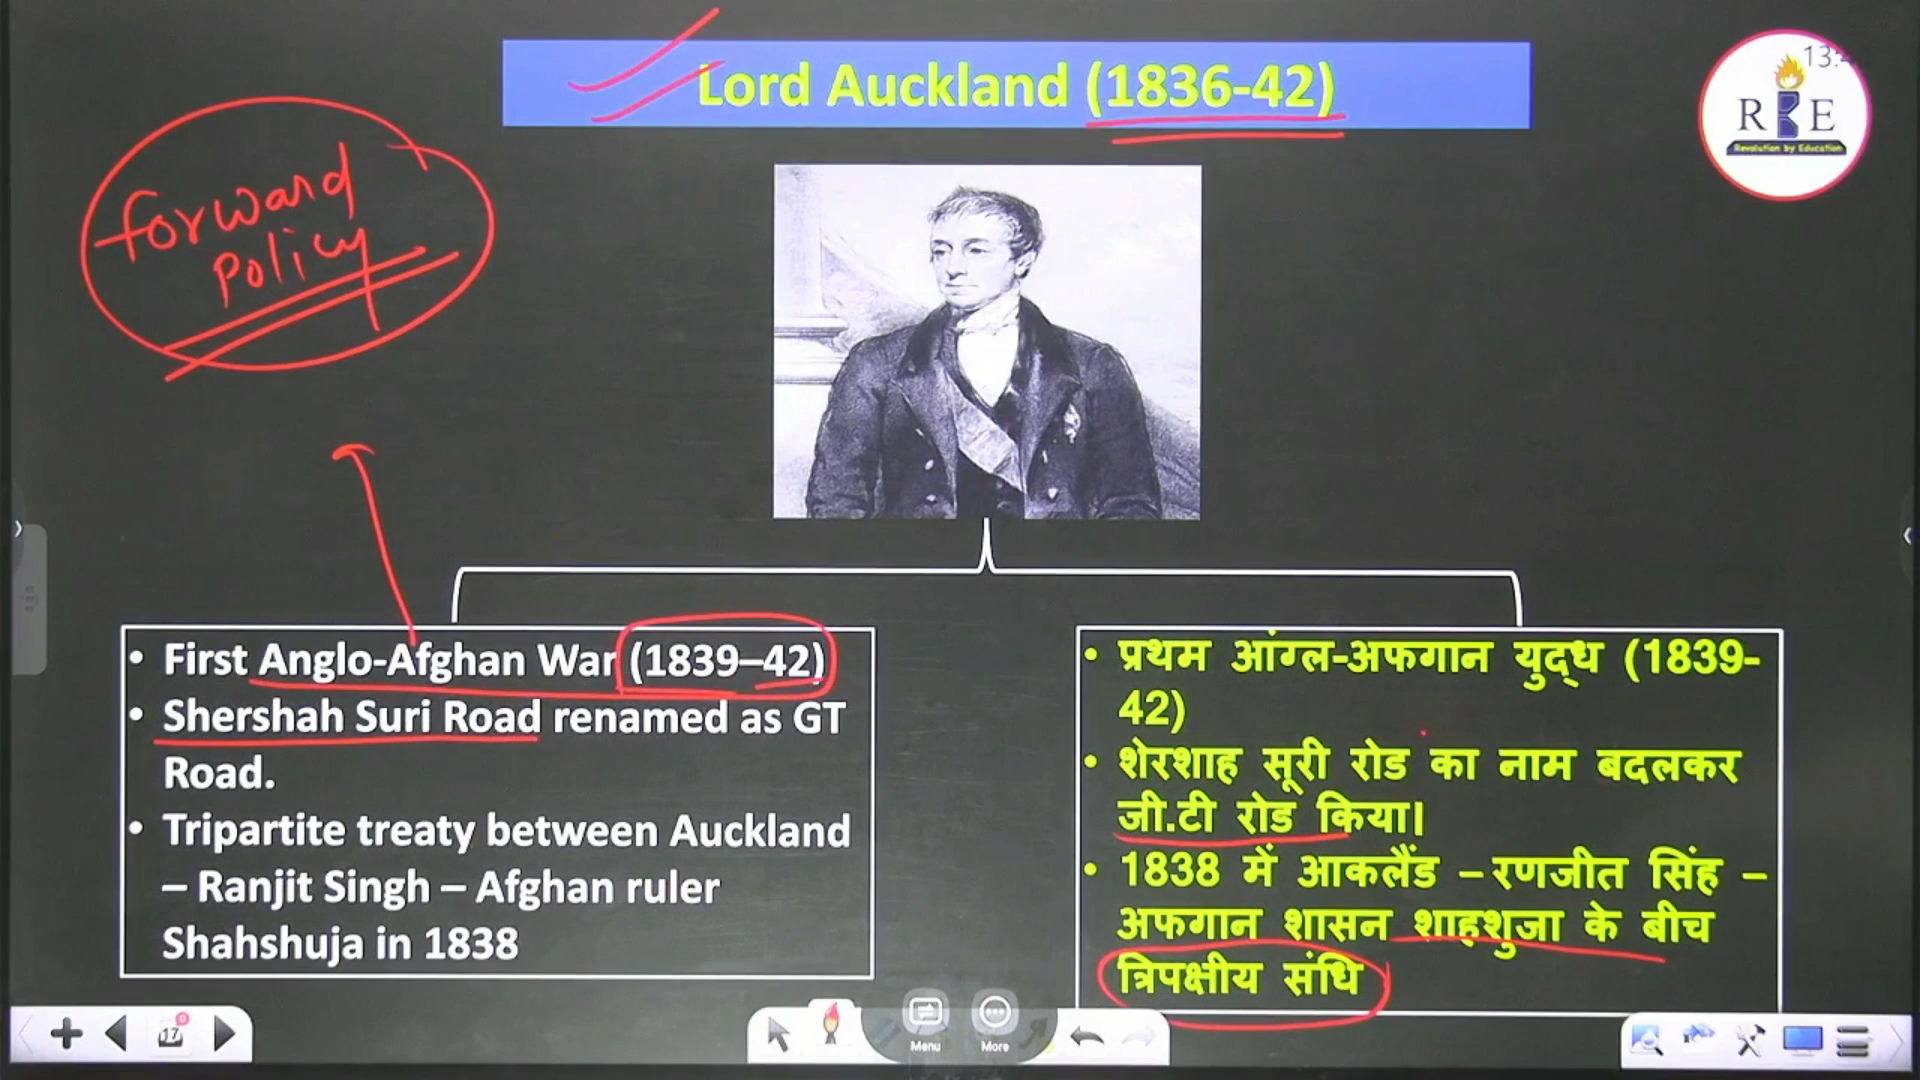 Lord Auckland (1836-42)
R E
Revolution by Education
forward
policy
• First Anglo-Afghan War (1839–42)
• Shershah Suri Road renamed as GT
Road.
• Tripartite treaty between Auckland
– Ranjit Singh – Afghan ruler
Shahshuja in 1838
• प्रथम आंग्ल-अफगान युद्ध (1839-
42)
• शेरशाह सूरी रोड का नाम बदलकर
जी.टी रोड किया।
• 1838 में आकलैंड –रणजीत सिंह –
अफगान शासन शाहशुजा के बीच
त्रिपक्षीय संधि
17
0
Menu
More